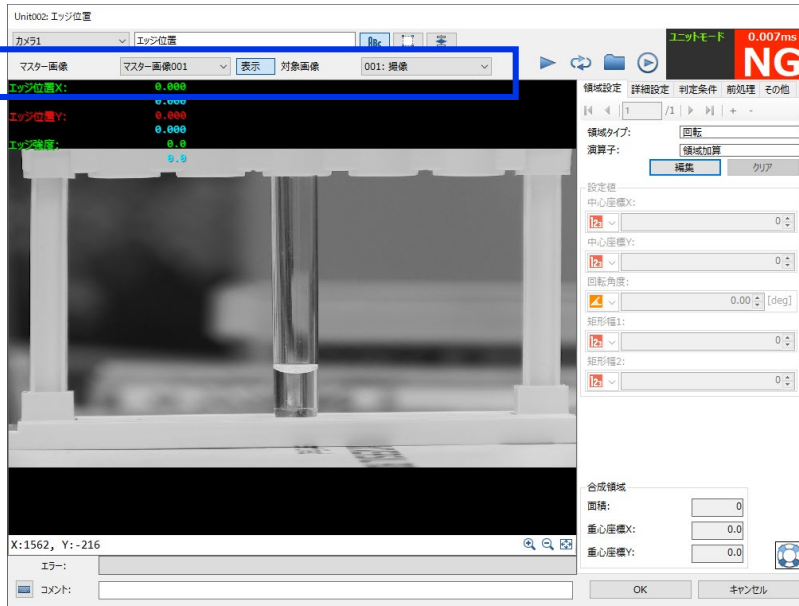 Unit002: エッジ位置
カメラ1 エッジ位置 ABC
マスター画像 マスター画像001 表示 対象画像 001: 撮像
ユニットモード 0.007ms
NG
エッジ位置X: 0.000
0.000
エッジ位置Y: 0.000
0.000
エッジ強度: 0.0
0.0
領域設定 詳細設定 判定条件 前処理 その他
1 /1 + -
領域タイプ: 回転
演算子: 領域加算
編集 クリア
設定値
中心座標X:
0
中心座標Y:
0
回転角度:
0.00 [deg]
矩形幅1:
0
矩形幅2:
0
合成領域
面積: 0
重心座標X: 0.0
重心座標Y: 0.0
X:1562, Y:-216
エラー:
コメント:
OK キャンセル